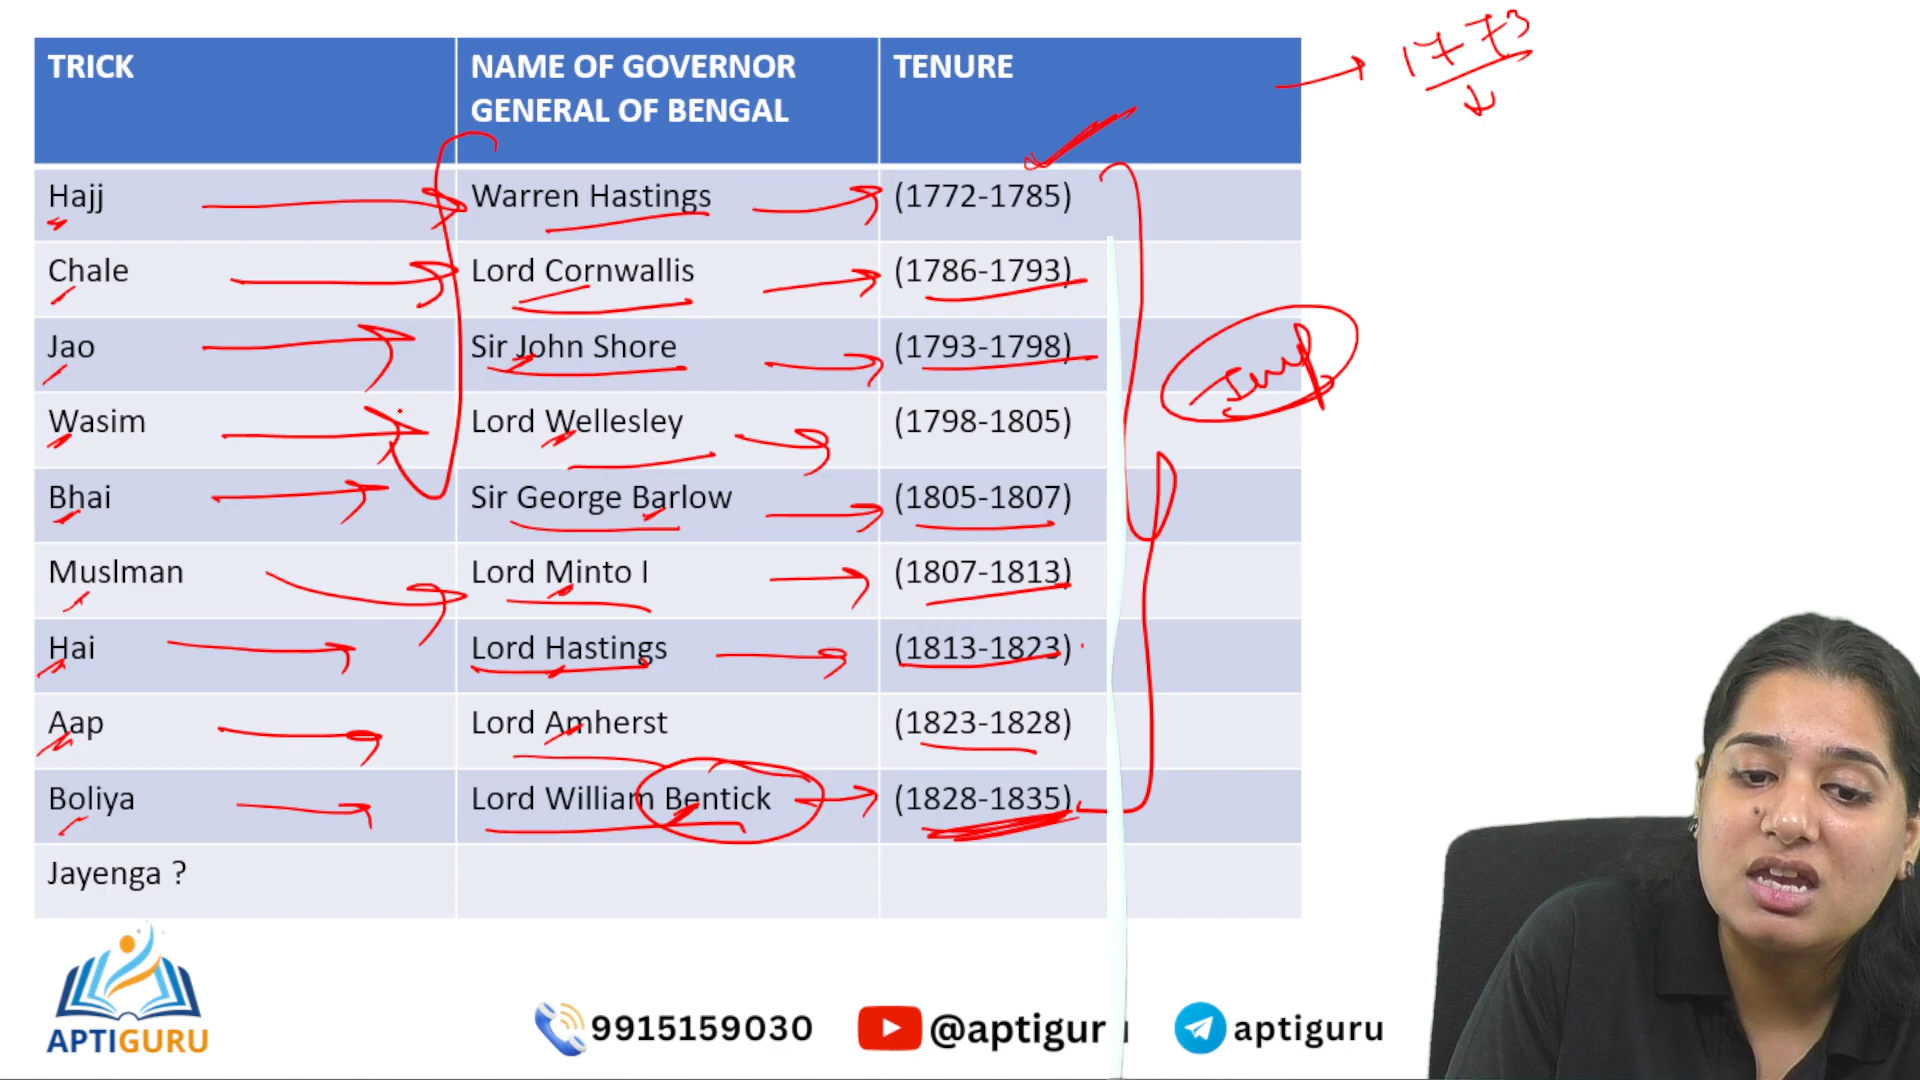 TRICK
NAME OF GOVERNOR
GENERAL OF BENGAL
TENURE
1773
Hajj
Warren Hastings
(1772-1785)
Chale
Lord Cornwallis
(1786-1793)
Jao
Sir John Shore
(1793-1798)
Imp
Wasim
Lord Wellesley
(1798-1805)
Bhai
Sir George Barlow
(1805-1807)
Muslman
Lord Minto I
(1807-1813)
Hai
Lord Hastings
(1813-1823)
Aap
Lord Amherst
(1823-1828)
Boliya
Lord William Bentick
(1828-1835)
Jayenga ?
APTIGURU
9915159030
@aptiguru
aptiguru